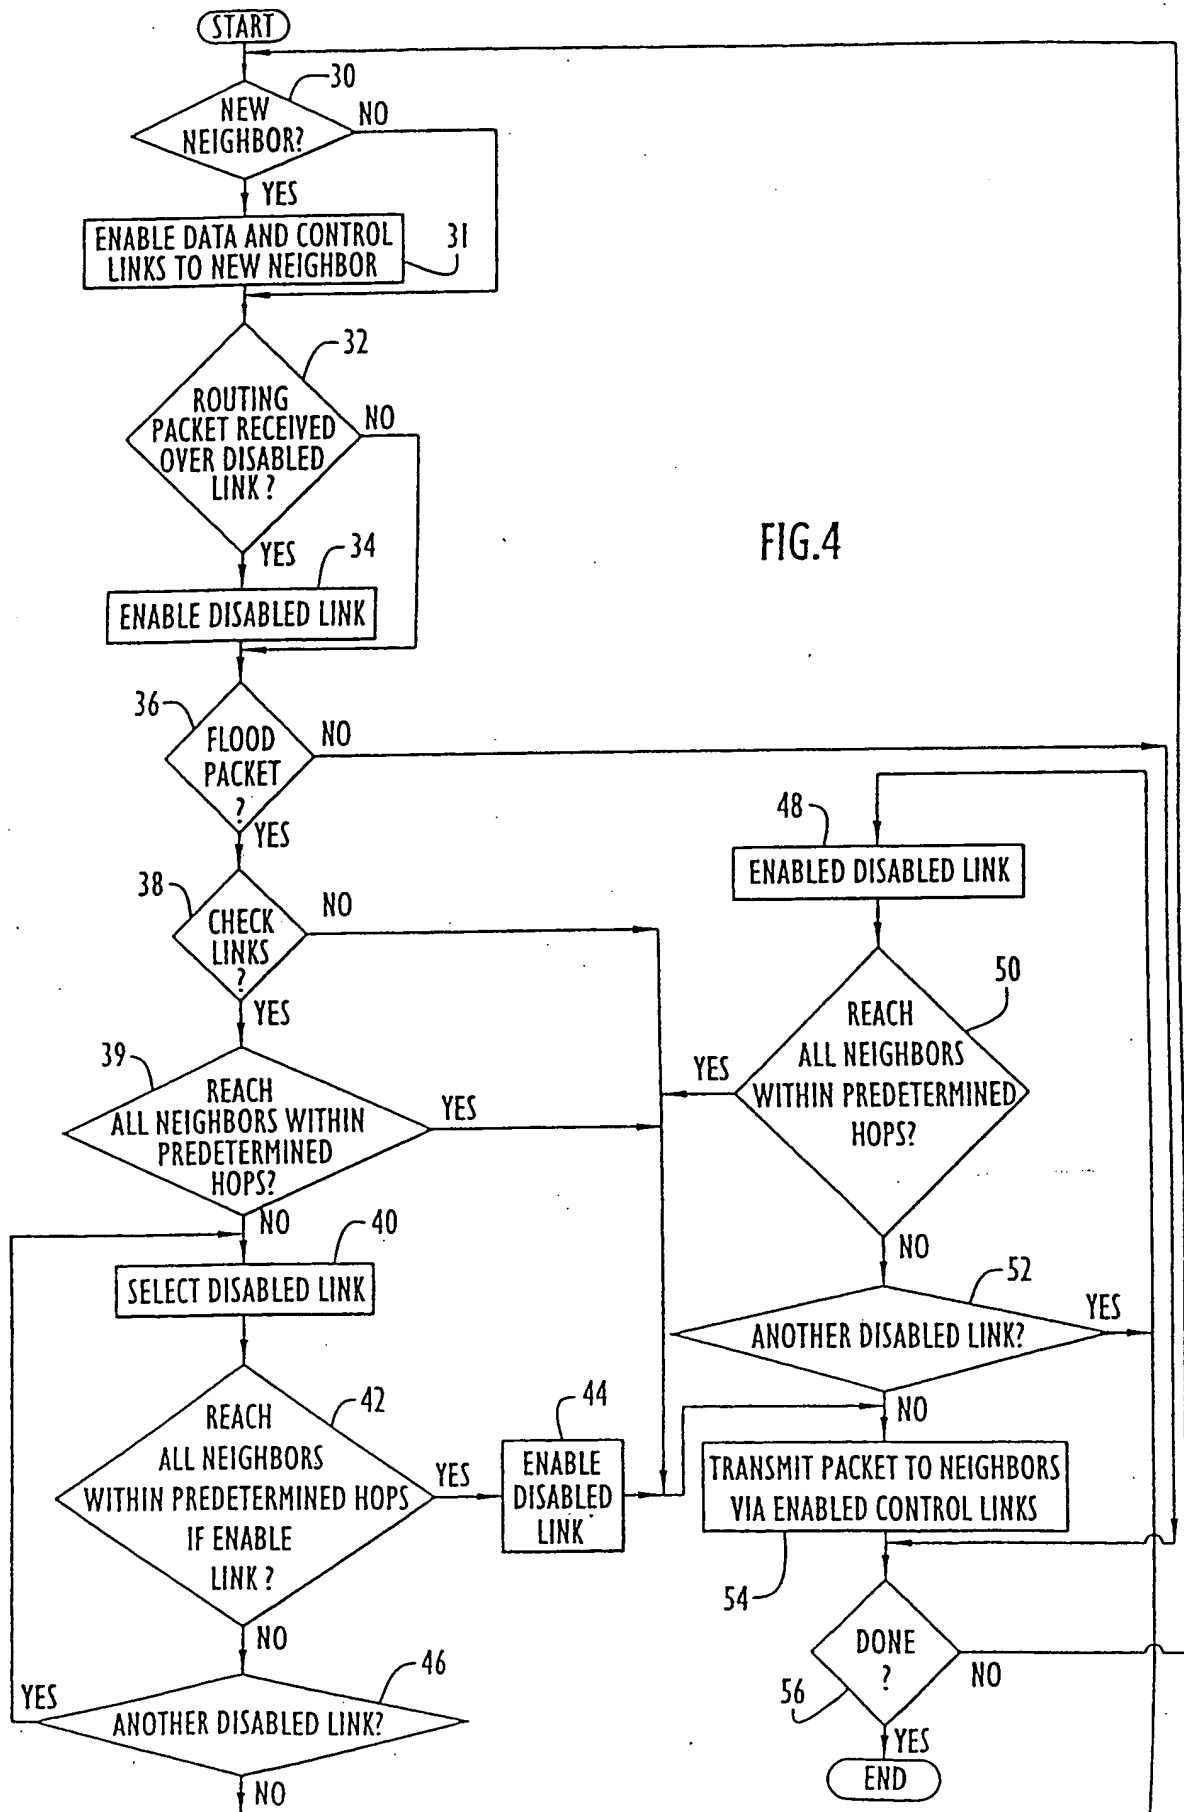 START
30
NEW
NEIGHBOR?
NO
YES
ENABLE DATA AND CONTROL
LINKS TO NEW NEIGHBOR
31
32
ROUTING
PACKET RECEIVED
OVER DISABLED
LINK ?
NO
YES
34
ENABLE DISABLED LINK
FIG.4
36
FLOOD
PACKET
?
NO
YES
38
CHECK
LINKS
?
NO
YES
39
REACH
ALL NEIGHBORS WITHIN
PREDETERMINED
HOPS?
YES
NO
40
SELECT DISABLED LINK
42
REACH
ALL NEIGHBORS
WITHIN PREDETERMINED HOPS
IF ENABLE
LINK ?
YES
NO
44
ENABLE
DISABLED
LINK
46
YES
ANOTHER DISABLED LINK?
NO
48
ENABLED DISABLED LINK
50
REACH
ALL NEIGHBORS
WITHIN PREDETERMINED
HOPS?
YES
NO
52
ANOTHER DISABLED LINK?
YES
NO
TRANSMIT PACKET TO NEIGHBORS
VIA ENABLED CONTROL LINKS
54
DONE
?
NO
56
YES
END